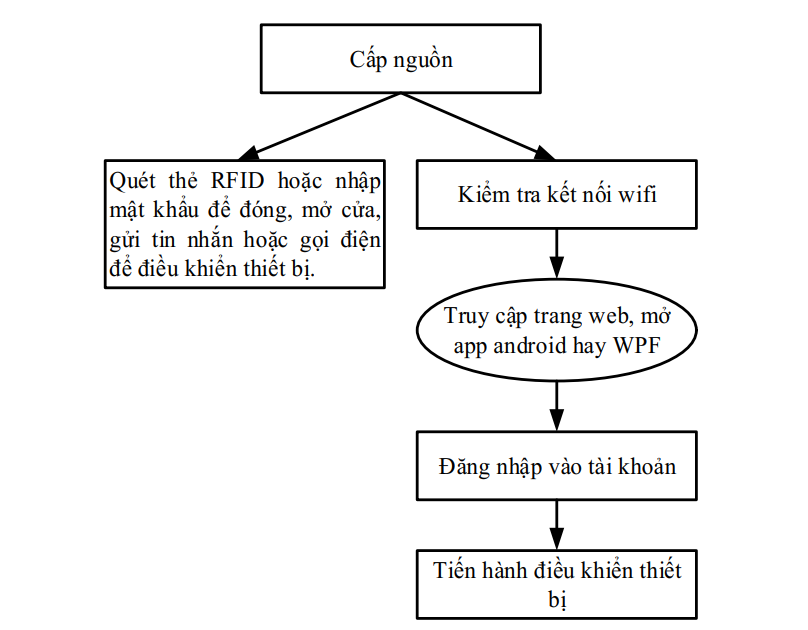 Cấp nguồn
Quét thẻ RFID hoặc nhập
mật khẩu để đóng, mở cửa,
gửi tin nhắn hoặc gọi điện
để điều khiển thiết bị.
Kiểm tra kết nối wifi
Truy cập trang web, mở
app android hay WPF
Đăng nhập vào tài khoản
Tiến hành điều khiển thiết
bị